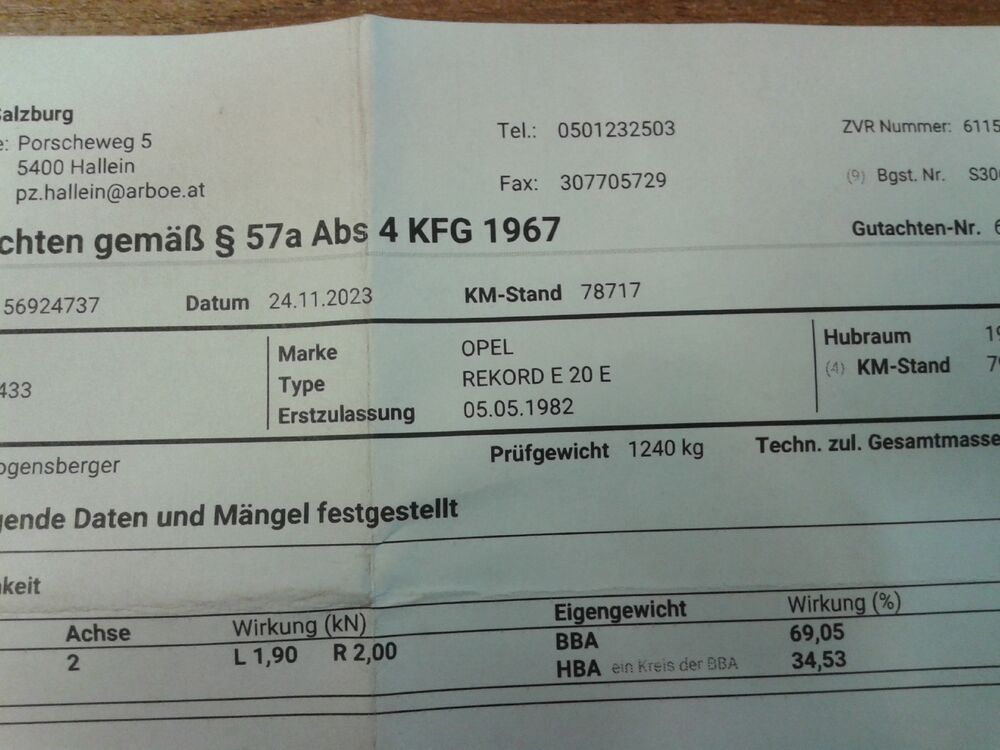 Salzburg
e: Porscheweg 5
5400 Hallein
pz.hallein@arboe.at
Tel.: 0501232503
Fax: 307705729
ZVR Nummer: 6115
(9) Bgst. Nr. S30
chten gemäß § 57a Abs 4 KFG 1967
Gutachten-Nr. 6
56924737 Datum 24.11.2023 KM-Stand 78717
433
Marke OPEL
Type REKORD E 20 E
Erstzulassung 05.05.1982
Hubraum 19
(4) KM-Stand 79
ogensberger Prüfgewicht 1240 kg Techn. zul. Gesamtmasse
gende Daten und Mängel festgestellt
keit
Achse Wirkung (kN) Eigengewicht Wirkung (%)
2 L 1,90 R 2,00 BBA 69,05
HBA ein Kreis der BBA 34,53